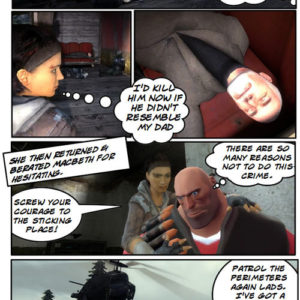 I'D KILL
HIM NOW IF
HE DIDN'T
RESEMBLE
MY DAD
SHE THEN RETURNED &
BERATED MACBETH FOR
HESITATING.
THERE ARE SO
MANY REASONS
NOT TO DO THIS
CRIME.
SCREW YOUR
COURAGE TO
THE STICKING
PLACE!
PATROL THE
PERIMETERS
AGAIN LADS.
I'VE GOT A